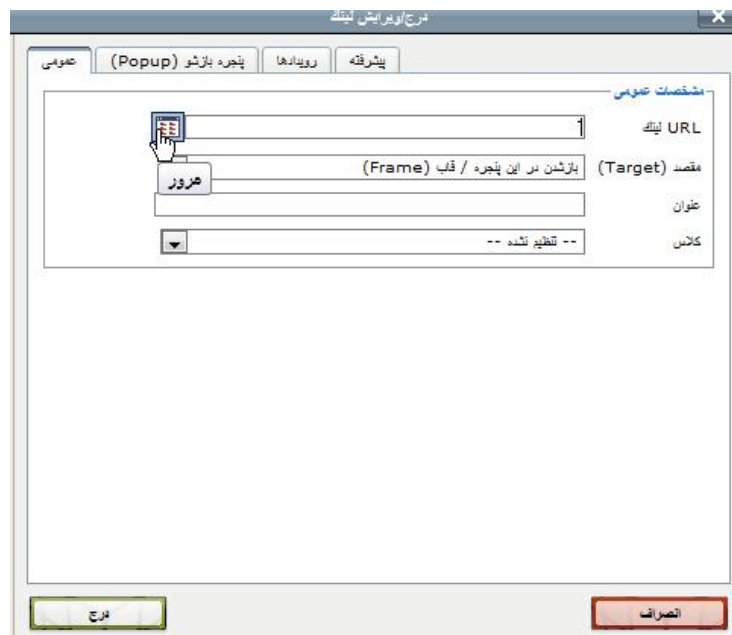 درج/ویرایش لینک
عمومی
پنجره بازشو (Popup)
رویدادها
پیشرفته
مشخصات عمومی
URL لینک
مقصد (Target)
بازشدن در این پنجره / قاب (Frame)
مرور
عنوان
کلاس
-- تنظیم نشده --
انصراف
درج